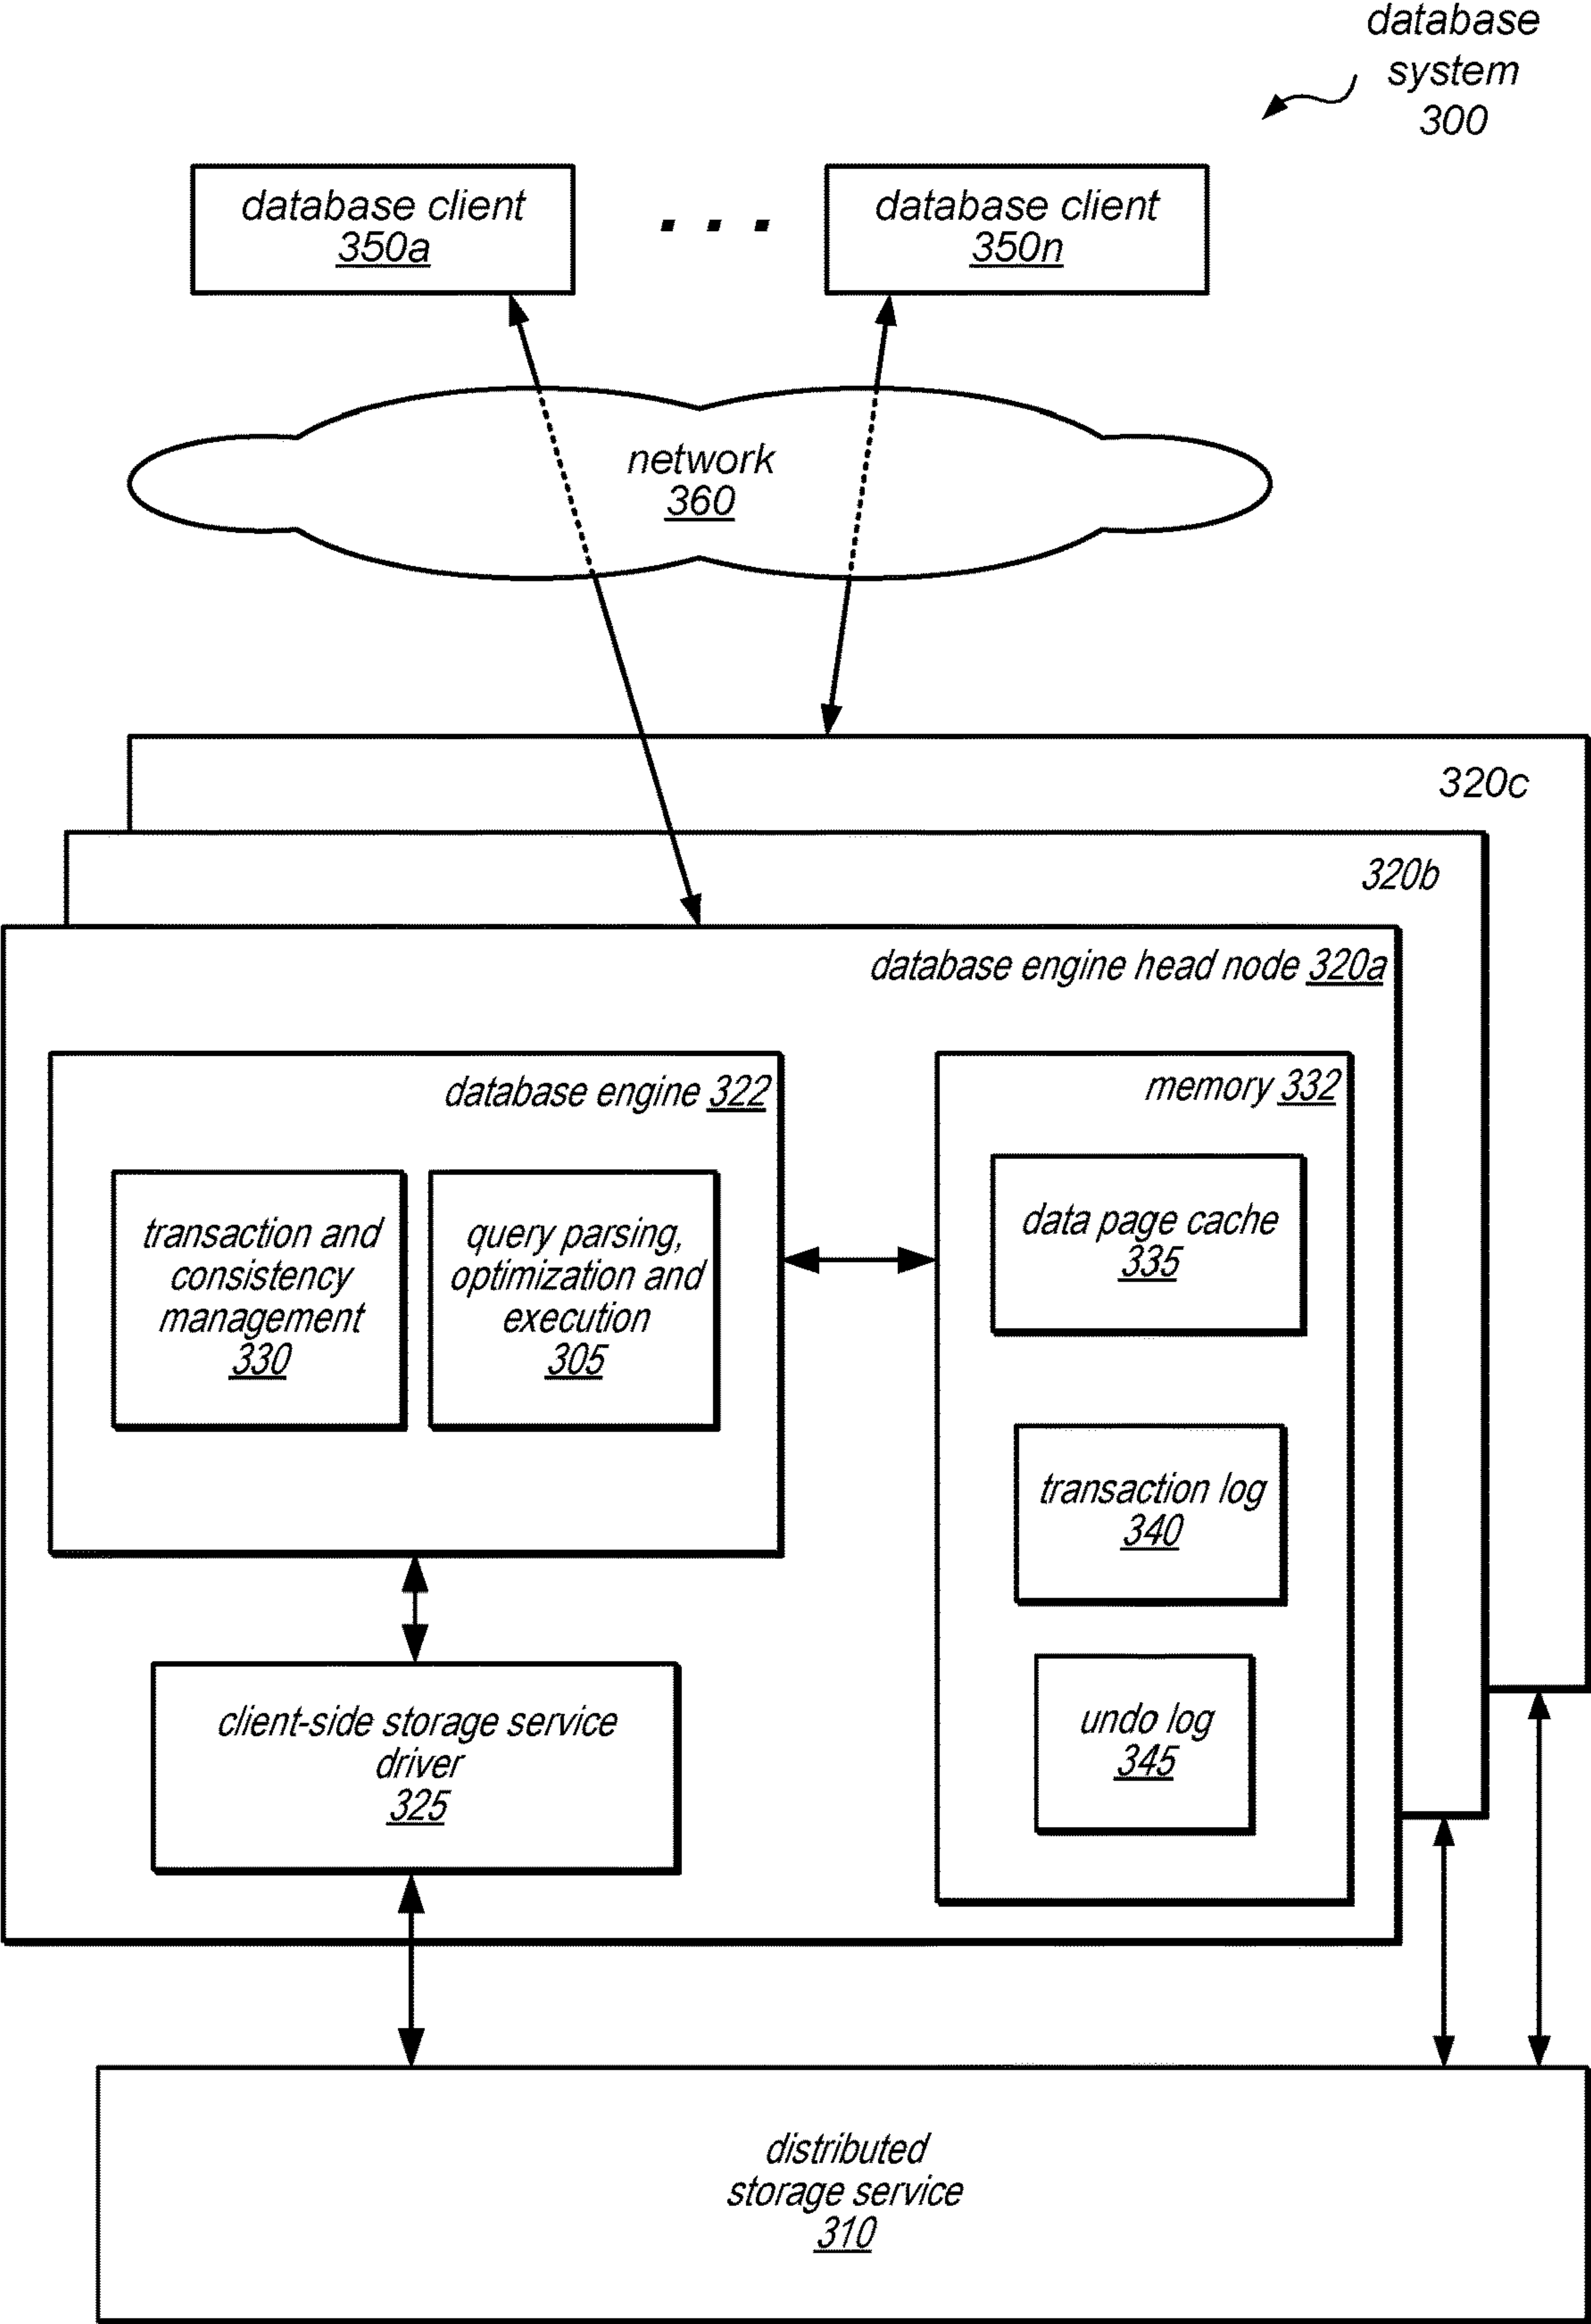 database
system
300
database client
350a
. . .
database client
350n
network
360
320c
320b
database engine head node 320a
database engine 322
transaction and
consistency
management
330
query parsing,
optimization and
execution
305
memory 332
data page cache
335
transaction log
340
undo log
345
client-side storage service
driver
325
distributed
storage service
310